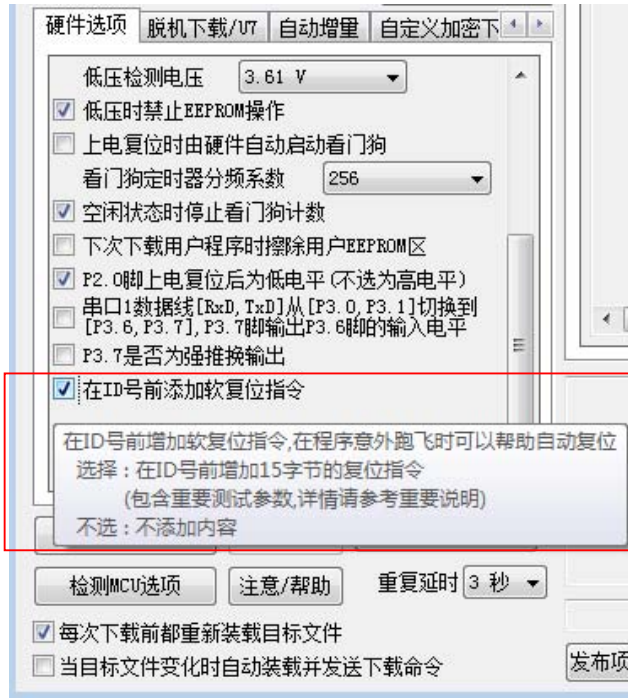 硬件选项 脱机下载/U7 自动增量 自定义加密下
低压检测电压 3.61 V
低压时禁止EEPROM操作
上电复位时由硬件自动启动看门狗
看门狗定时器分频系数 256
空闲状态时停止看门狗计数
下次下载用户程序时擦除用户EEPROM区
P2.0脚上电复位后为低电平(不选为高电平)
串口1数据线[RxD,TxD]从[P3.0,P3.1]切换到
[P3.6,P3.7],P3.7脚输出P3.6脚的输入电平
P3.7是否为强推挽输出
在ID号前添加软复位指令
在ID号前增加软复位指令,在程序意外跑飞时可以帮助自动复位
选择：在ID号前增加15字节的复位指令
(包含重要测试参数,详情请参考重要说明)
不选：不添加内容
检测MCU选项 注意/帮助 重复延时 3 秒
每次下载前都重新装载目标文件
当目标文件变化时自动装载并发送下载命令 发布项